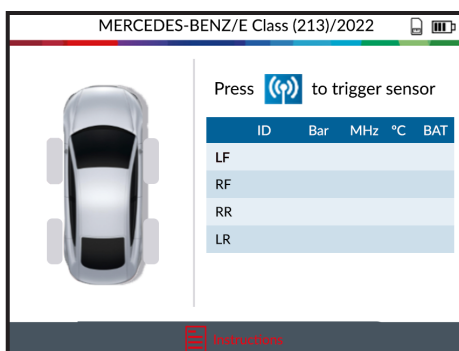 MERCEDES-BENZ/E Class (213)/2022
Press to trigger sensor
ID Bar MHz °C BAT
LF
RF
RR
LR
Instructions